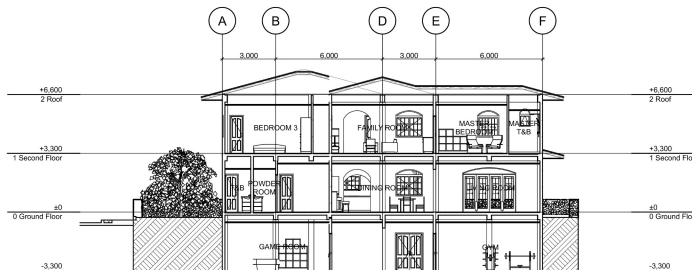 A B D E F
3,000 6,000 3,000 6,000
+6,600 +6,600
2 Roof 2 Roof
BEDROOM 3 FAMILY ROOM MASTER BEDROOM MASTER T&B
+3,300 +3,300
1 Second Floor 1 Second Flo
T&B POWDER ROOM DINING ROOM LIVING ROOM
±0 ±0
0 Ground Floor 0 Ground Flo
GAME ROOM GYM
-3,300 -3,300